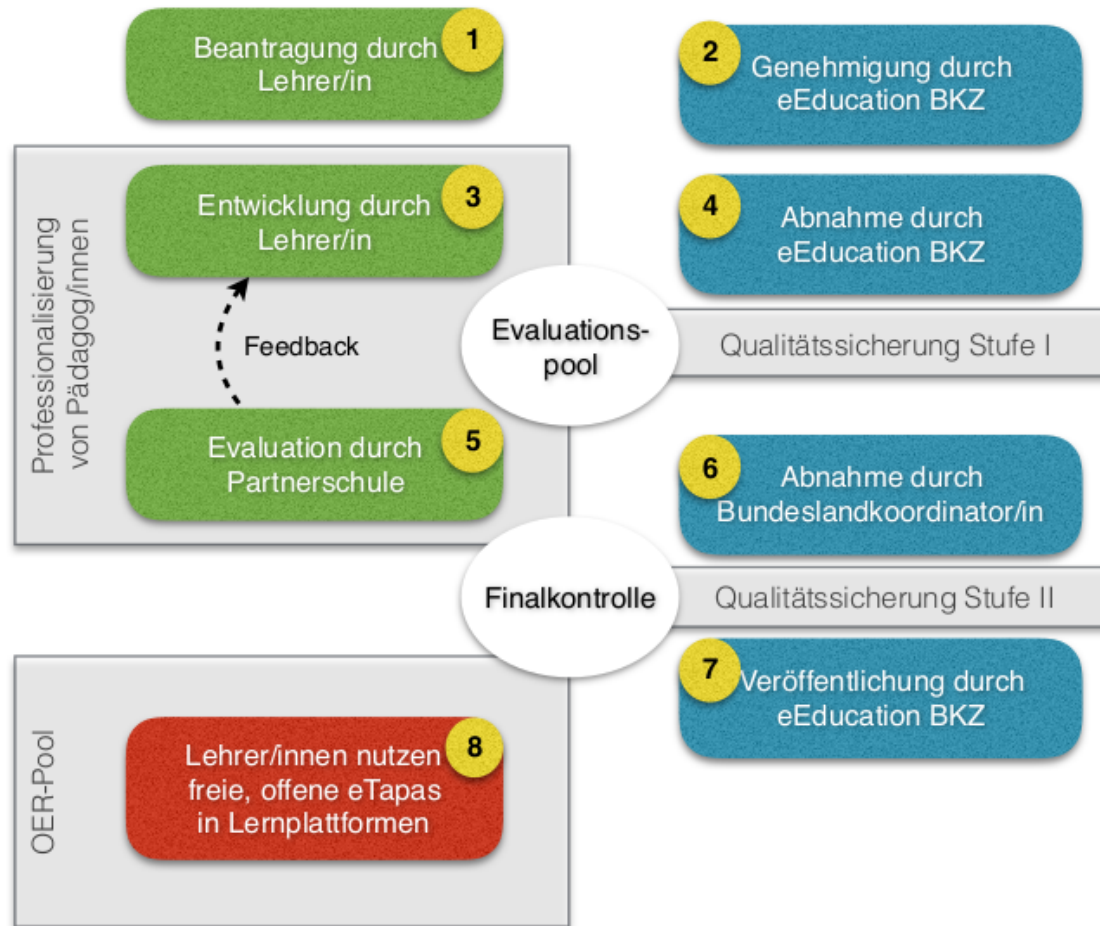 Beantragung durch
Lehrer/in
1
2
Genehmigung durch
eEducation BKZ
Professionalisierung
von Pädagog/innen
Entwicklung durch
Lehrer/in
3
4
Abnahme durch
eEducation BKZ
Feedback
Evaluations-
pool
Qualitätssicherung Stufe I
Evaluation durch
Partnerschule
5
6
Abnahme durch
Bundeslandkoordinator/in
Finalkontrolle
Qualitätssicherung Stufe II
7
Veröffentlichung durch
eEducation BKZ
OER-Pool
Lehrer/innen nutzen
freie, offene eTapas
in Lernplattformen
8